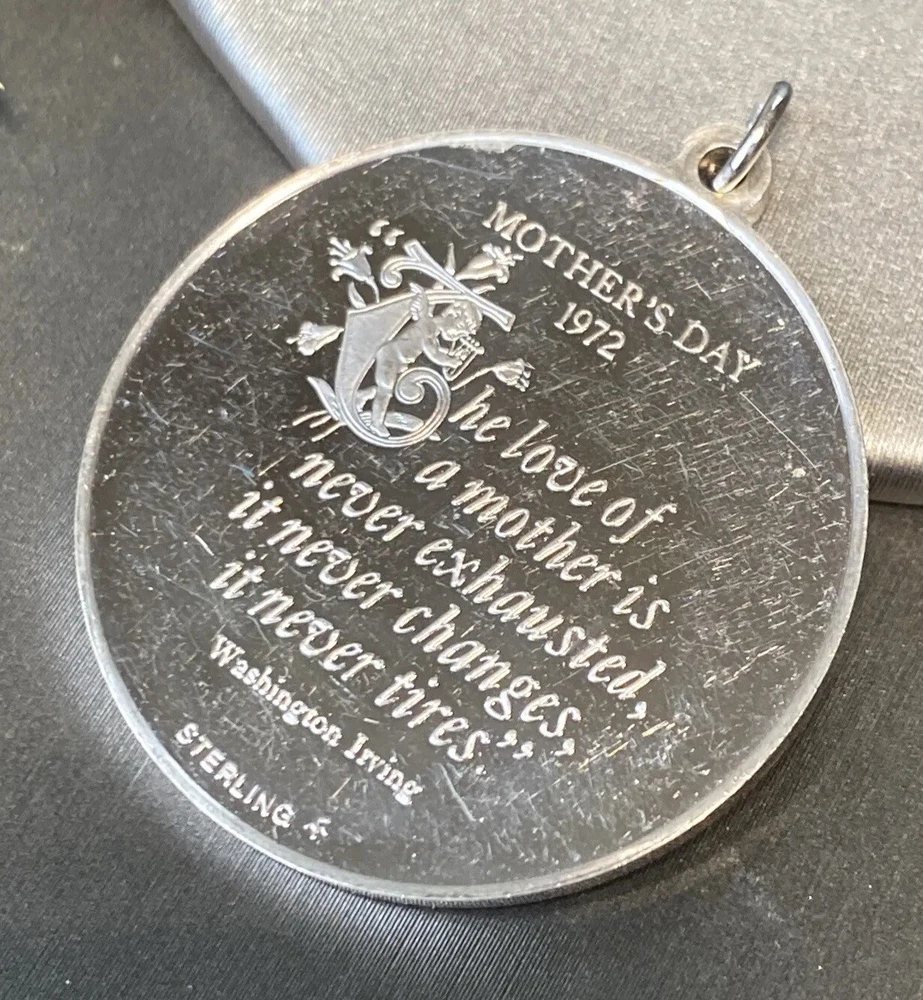 MOTHER'S DAY
1972
“The love of
a mother is
never exhausted,
it never changes,
it never tires.”
Washington Irving
STERLING